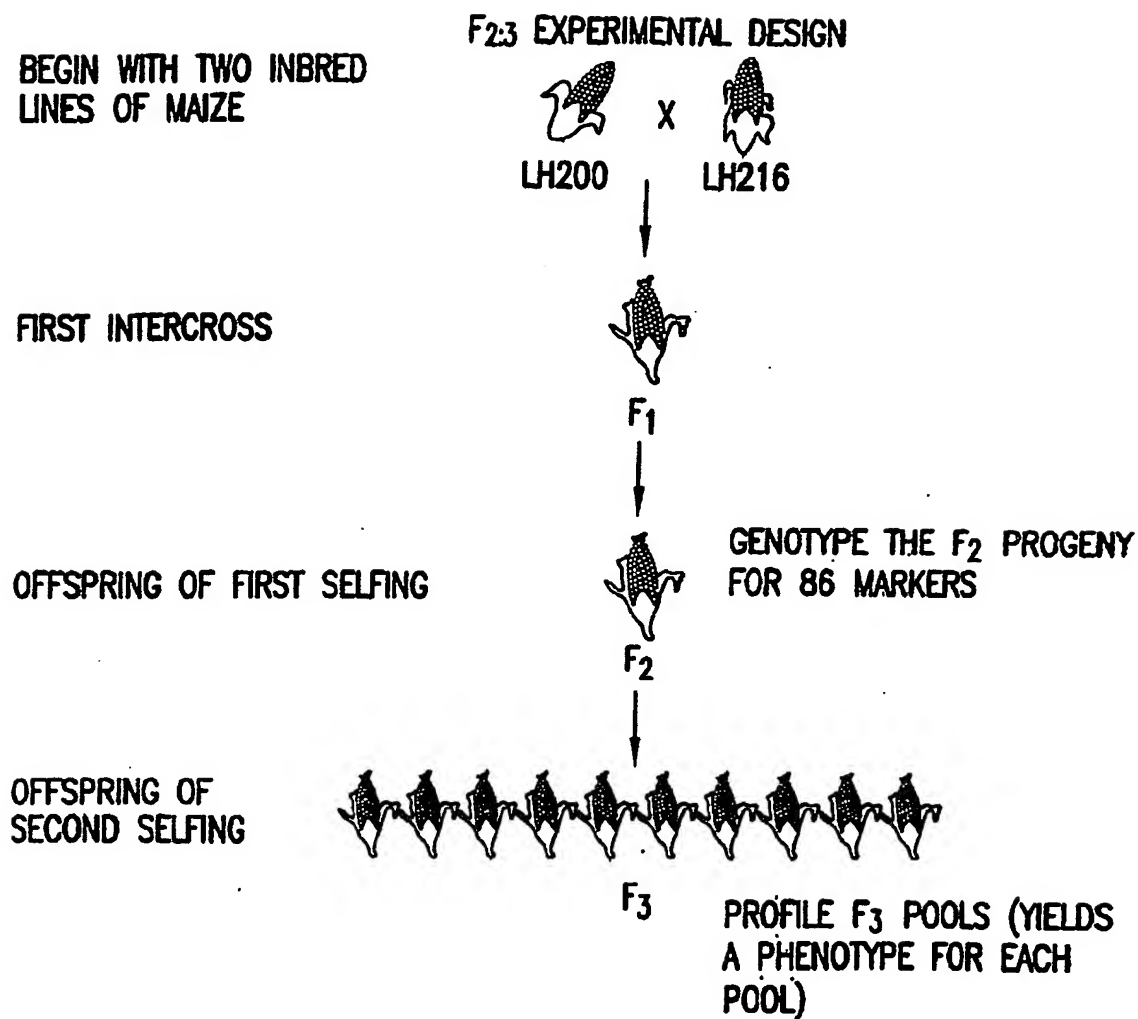 F2:3 EXPERIMENTAL DESIGN
BEGIN WITH TWO INBRED
LINES OF MAIZE
X
LH200
LH216
FIRST INTERCROSS
F1
OFFSPRING OF FIRST SELFING
GENOTYPE THE F2 PROGENY
FOR 86 MARKERS
F2
OFFSPRING OF
SECOND SELFING
F3
PROFILE F3 POOLS (YIELDS
A PHENOTYPE FOR EACH
POOL)